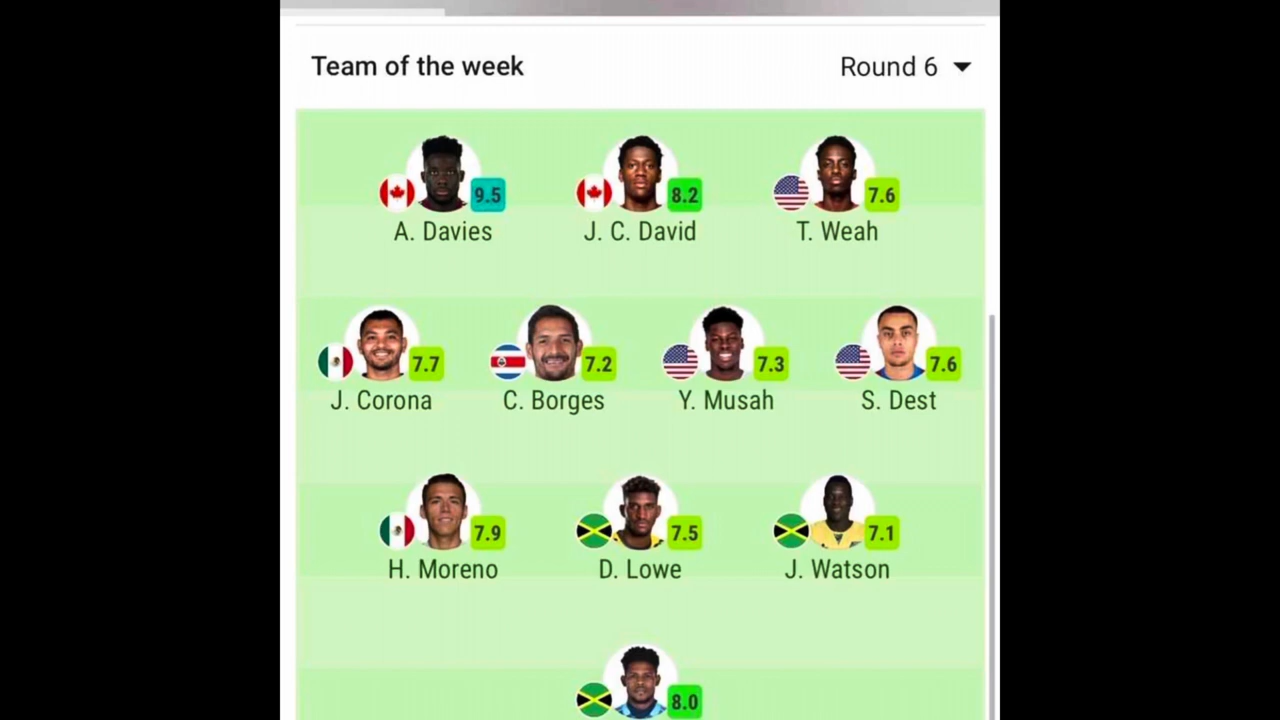 Team of the week
Round 6
9.5 8.2 7.6
A. Davies J. C. David T. Weah
7.7 7.2 7.3 7.6
J. Corona C. Borges Y. Musah S. Dest
7.9 7.5 7.1
H. Moreno D. Lowe J. Watson
8.0